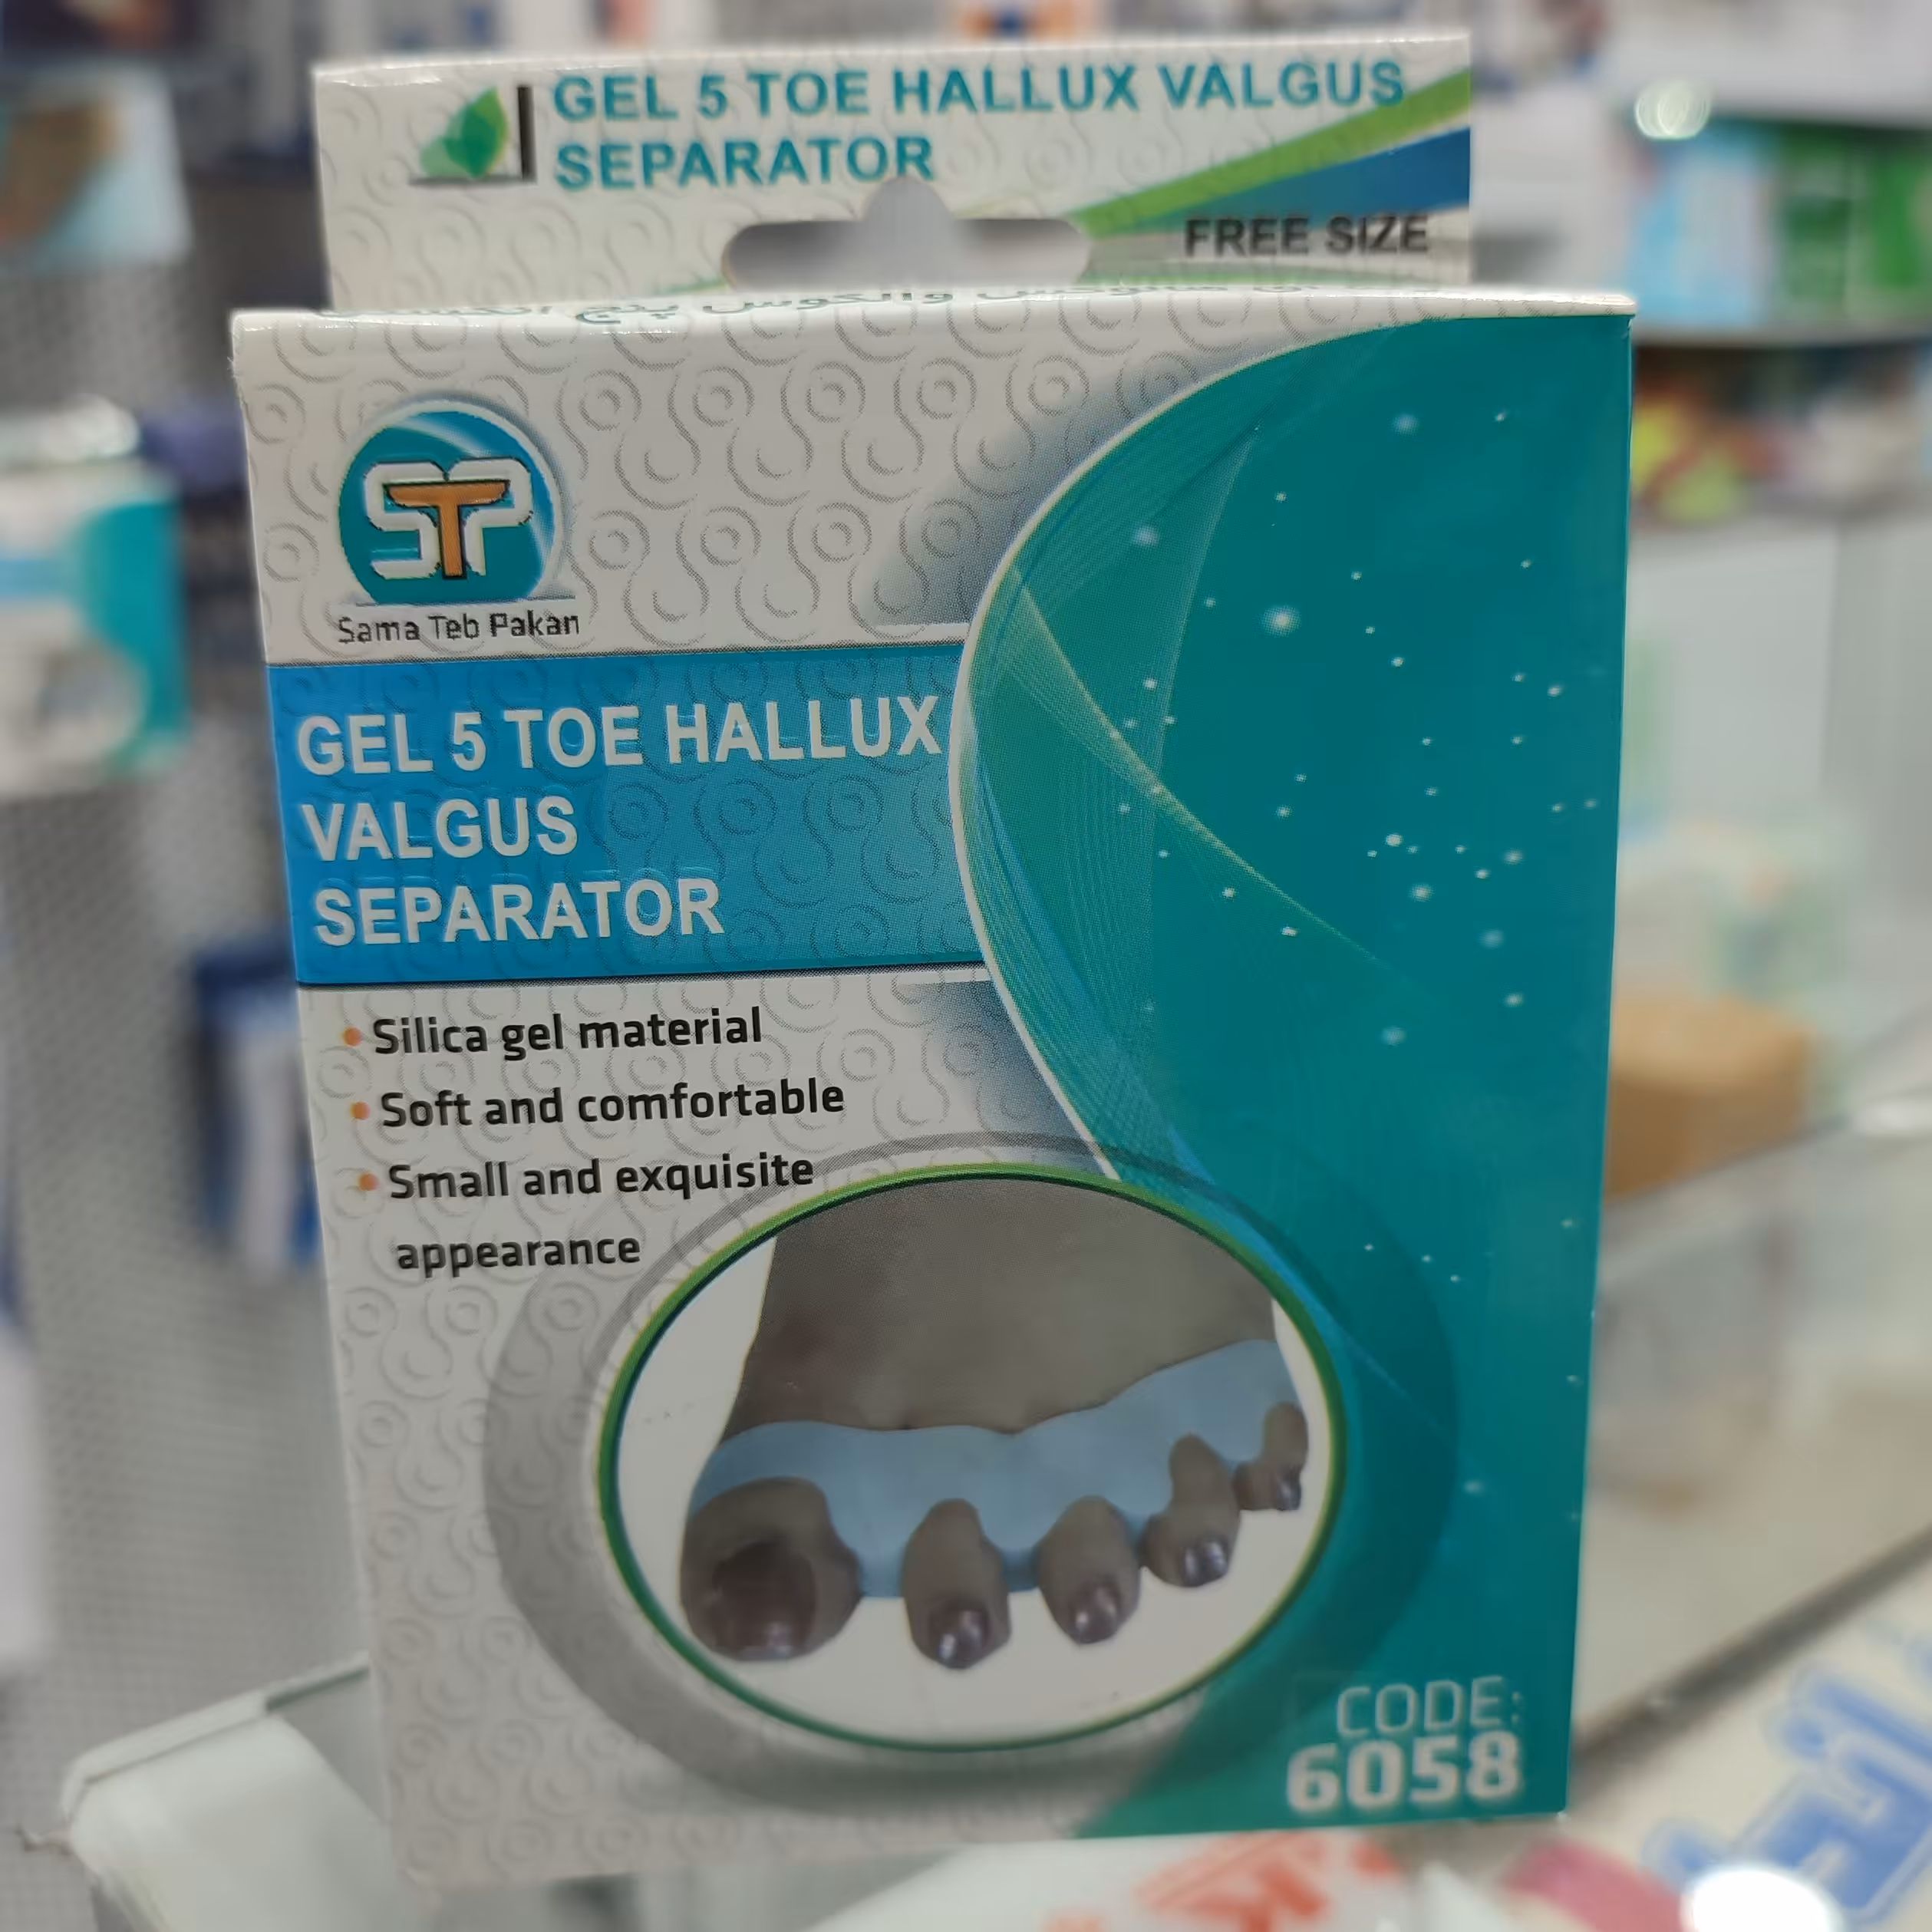 GEL 5 TOE HALLUX VALGUS
SEPARATOR
FREE SIZE
STP
Sama Teb Pakan
GEL 5 TOE HALLUX
VALGUS
SEPARATOR
• Silica gel material
• Soft and comfortable
• Small and exquisite
appearance
CODE:
6058